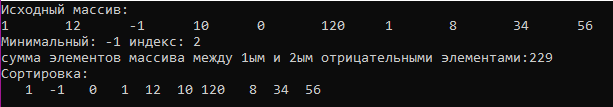 Исходный массив:
1 12 -1 10 0 120 1 8 34 56
Минимальный: -1 индекс: 2
сумма элементов массива между 1ым и 2ым отрицательными элементами:229
Сортировка:
1 -1 0 1 12 10 120 8 34 56